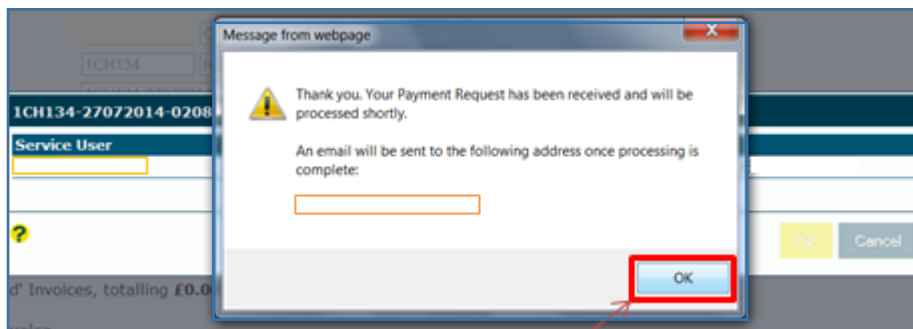 Message from webpage
1CH134
Thank you. Your Payment Request has been received and will be
processed shortly.
1CH134-27072014-0208
Service User
An email will be sent to the following address once processing is
complete:
?
OK
Cancel
OK
d' Invoices, totalling £0.0